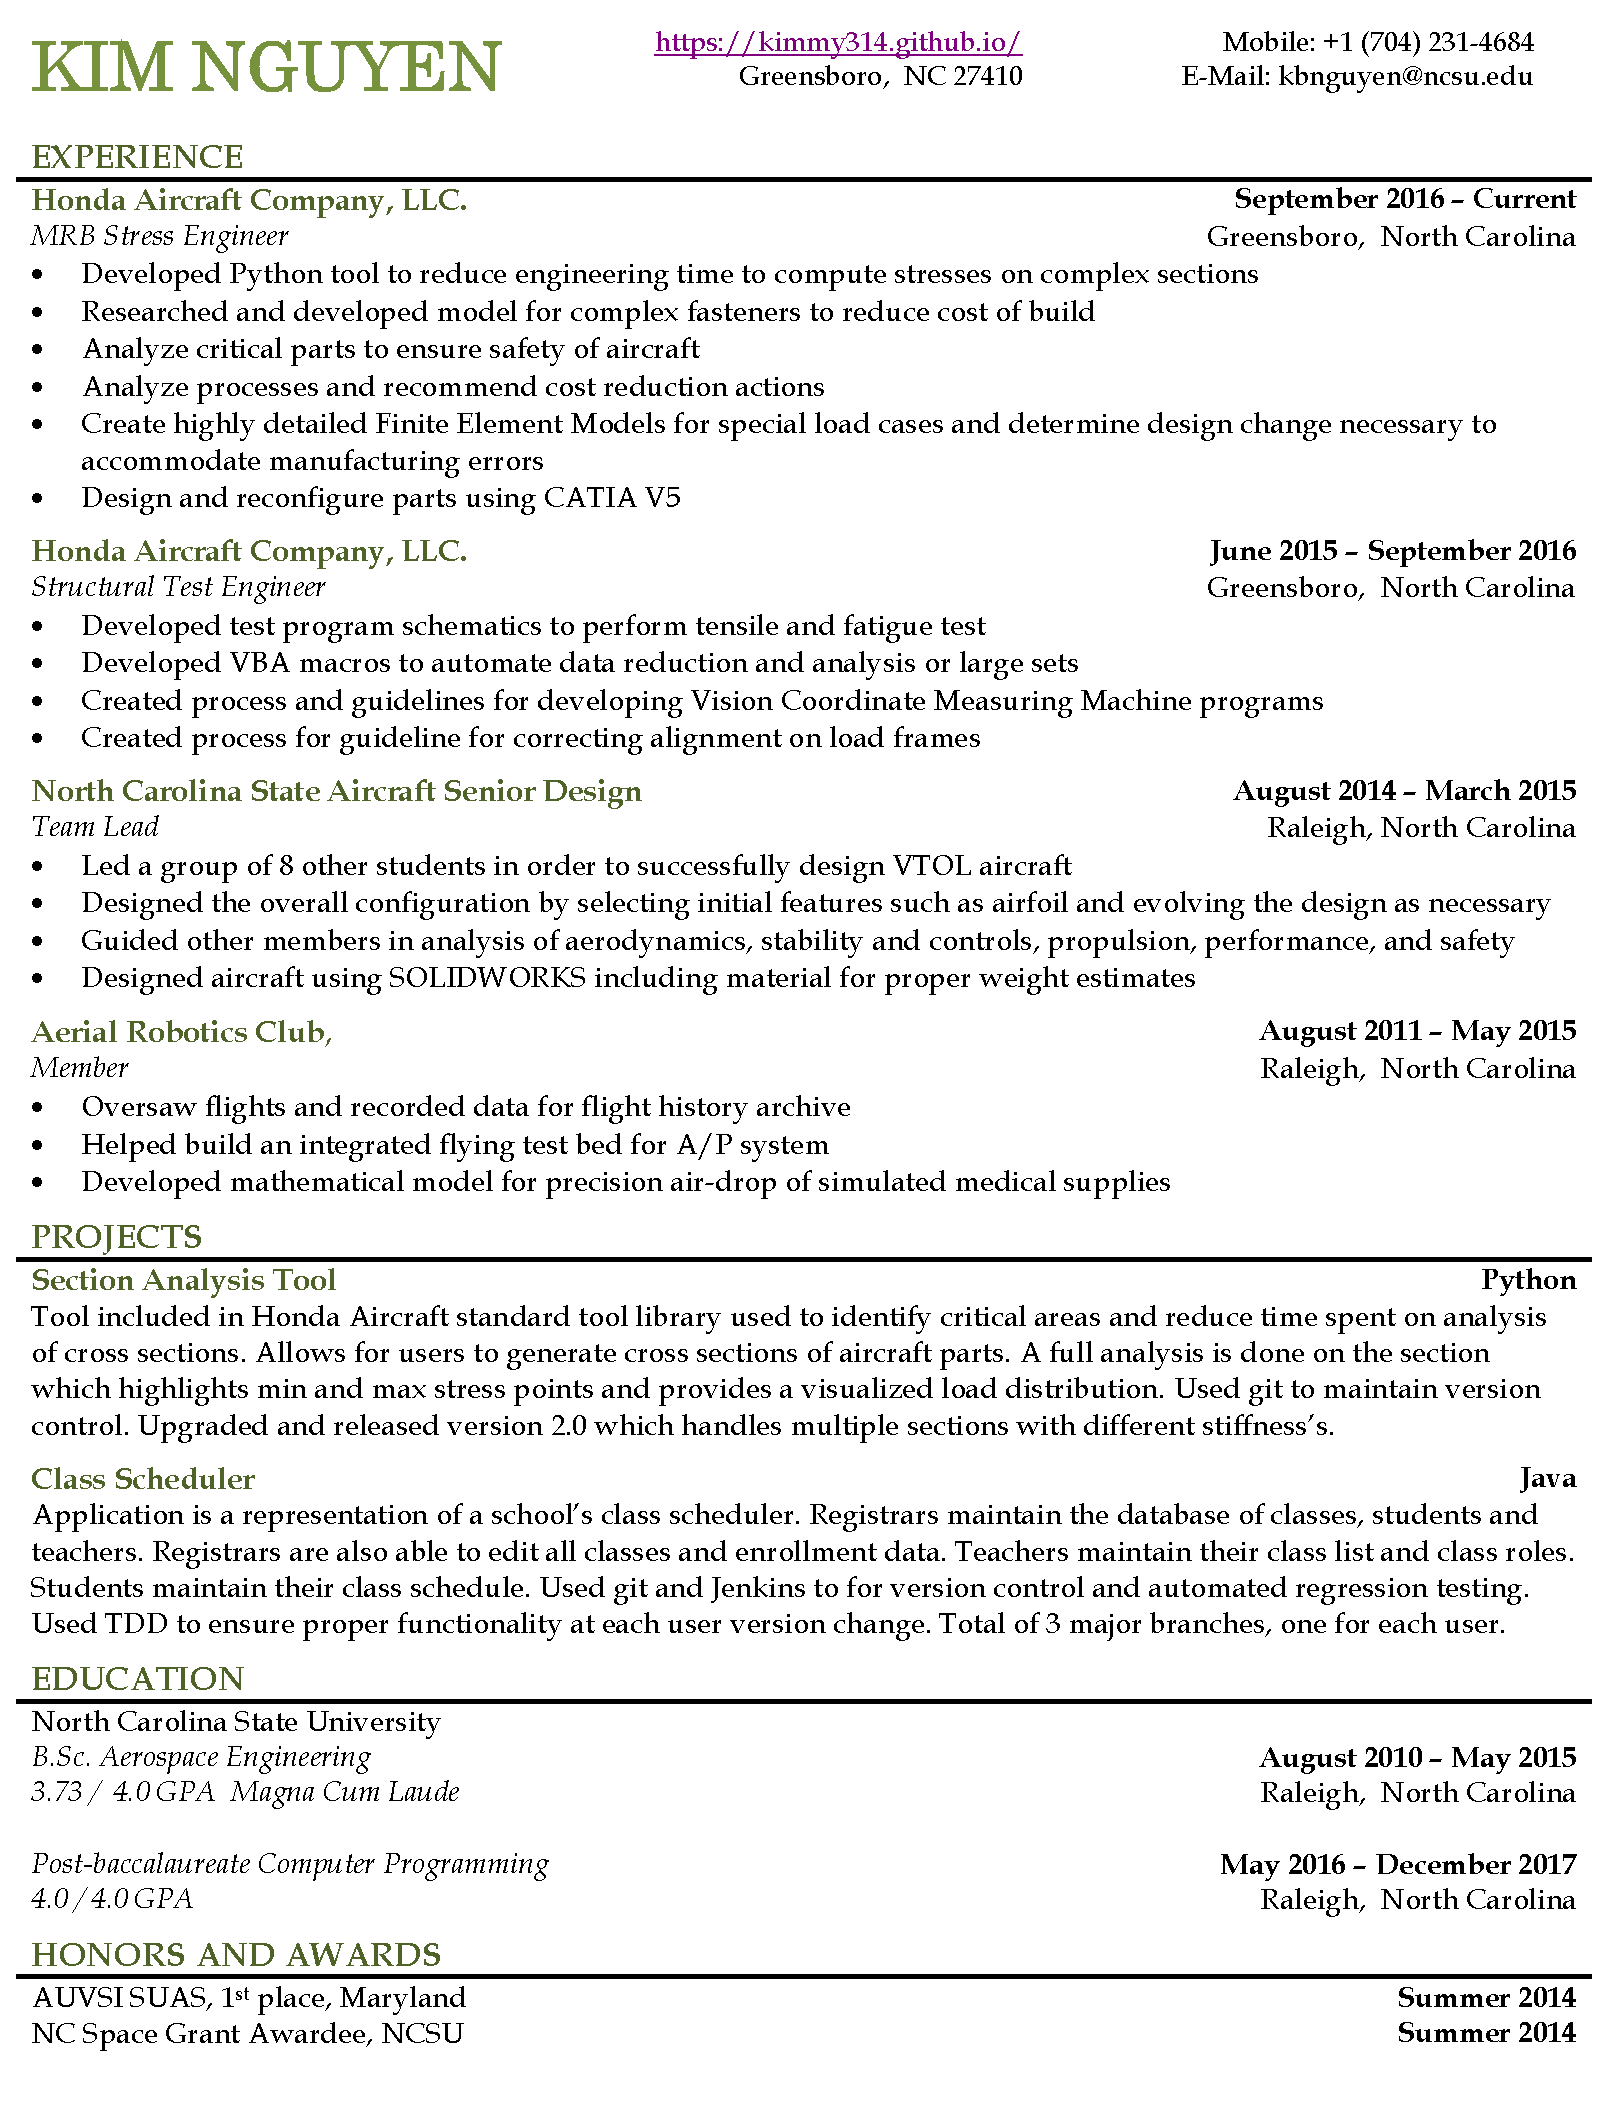 KIM NGUYEN
https://kimmy314.github.io/
Greensboro, NC 27410
Mobile: +1 (704) 231-4684
E-Mail: kbnguyen@ncsu.edu
EXPERIENCE
Honda Aircraft Company, LLC. September 2016 – Current
MRB Stress Engineer Greensboro, North Carolina
• Developed Python tool to reduce engineering time to compute stresses on complex sections
• Researched and developed model for complex fasteners to reduce cost of build
• Analyze critical parts to ensure safety of aircraft
• Analyze processes and recommend cost reduction actions
• Create highly detailed Finite Element Models for special load cases and determine design change necessary to
accommodate manufacturing errors
• Design and reconfigure parts using CATIA V5
Honda Aircraft Company, LLC. June 2015 – September 2016
Structural Test Engineer Greensboro, North Carolina
• Developed test program schematics to perform tensile and fatigue test
• Developed VBA macros to automate data reduction and analysis or large sets
• Created process and guidelines for developing Vision Coordinate Measuring Machine programs
• Created process for guideline for correcting alignment on load frames
North Carolina State Aircraft Senior Design August 2014 – March 2015
Team Lead Raleigh, North Carolina
• Led a group of 8 other students in order to successfully design VTOL aircraft
• Designed the overall configuration by selecting initial features such as airfoil and evolving the design as necessary
• Guided other members in analysis of aerodynamics, stability and controls, propulsion, performance, and safety
• Designed aircraft using SOLIDWORKS including material for proper weight estimates
Aerial Robotics Club, August 2011 – May 2015
Member Raleigh, North Carolina
• Oversaw flights and recorded data for flight history archive
• Helped build an integrated flying test bed for A/P system
• Developed mathematical model for precision air-drop of simulated medical supplies
PROJECTS
Section Analysis Tool Python
Tool included in Honda Aircraft standard tool library used to identify critical areas and reduce time spent on analysis
of cross sections. Allows for users to generate cross sections of aircraft parts. A full analysis is done on the section
which highlights min and max stress points and provides a visualized load distribution. Used git to maintain version
control. Upgraded and released version 2.0 which handles multiple sections with different stiffness’s.
Class Scheduler Java
Application is a representation of a school’s class scheduler. Registrars maintain the database of classes, students and
teachers. Registrars are also able to edit all classes and enrollment data. Teachers maintain their class list and class roles.
Students maintain their class schedule. Used git and Jenkins to for version control and automated regression testing.
Used TDD to ensure proper functionality at each user version change. Total of 3 major branches, one for each user.
EDUCATION
North Carolina State University
B.Sc. Aerospace Engineering August 2010 – May 2015
3.73 / 4.0 GPA Magna Cum Laude Raleigh, North Carolina
Post-baccalaureate Computer Programming May 2016 – December 2017
4.0 / 4.0 GPA Raleigh, North Carolina
HONORS AND AWARDS
AUVSI SUAS, 1st place, Maryland Summer 2014
NC Space Grant Awardee, NCSU Summer 2014